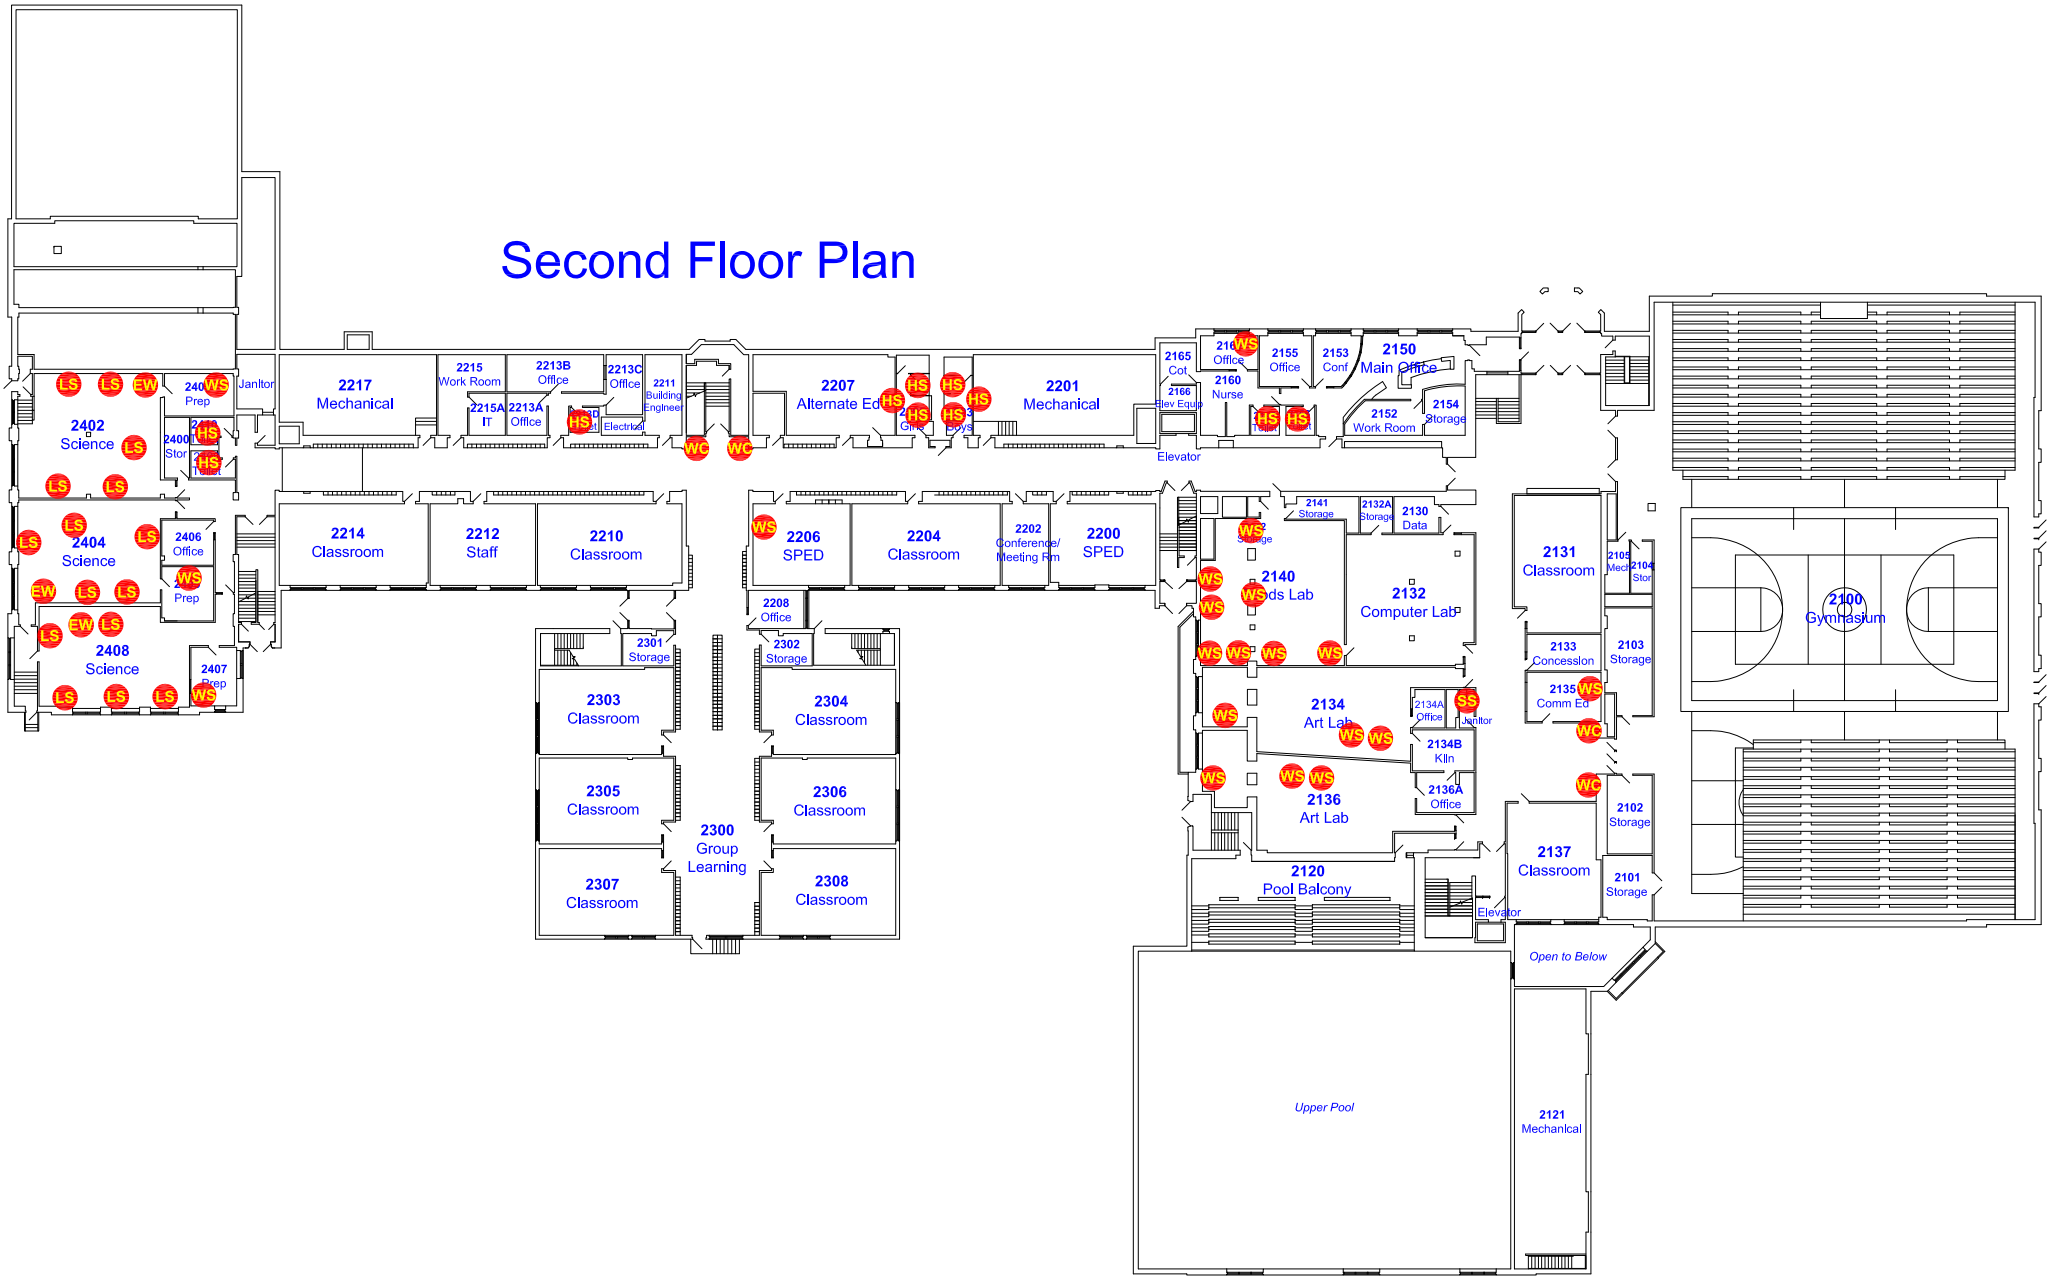 Second Floor Plan
LS
LS
EW
WS
Prep
2402
Science
LS
LS
LS
2400
Stor
HS
HS
Toilet
Janitor
2217
Mechanical
2215
Work Room
2215A
IT
2213B
Office
2213A
Office
2213C
Office
HS
Electrical
2211
Building
Engineer
WC
WC
2207
Alternate Ed
HS
HS
HS
HS
HS
HS
Boys
2201
Mechanical
2165
Cot
2166
Elev Equip
Elevator
WS
Office
2160
Nurse
2155
Office
2153
Conf
2150
Main Office
HS
Toilet
HS
2152
Work Room
2154
Storage
LS
LS
LS
2404
Science
EW
LS
LS
2406
Office
WS
Prep
LS
EW
LS
2408
Science
LS
LS
LS
2407
Prep
WS
2214
Classroom
2212
Staff
2210
Classroom
WS
2206
SPED
2204
Classroom
2202
Conference/
Meeting Rm
2200
SPED
2208
Office
2301
Storage
2302
Storage
2303
Classroom
2304
Classroom
2305
Classroom
2306
Classroom
2307
Classroom
2308
Classroom
2300
Group
Learning
2141
Storage
2132A
Storage
2130
Data
WS
Storage
WS
WS
WS
2140
Lab
WS
WS
WS
WS
2132
Computer Lab
2131
Classroom
2105
Mech
2104
Stor
2133
Concession
2103
Storage
2135
Comm Ed
WS
WC
WC
2134
Art Lab
WS
WS
WS
2134A
Office
SS
Janitor
2134B
Kiln
WS
WS
WS
2136
Art Lab
2136A
Office
2102
Storage
2137
Classroom
2101
Storage
2120
Pool Balcony
Elevator
Open to Below
Upper Pool
2121
Mechanical
2100
Gymnasium